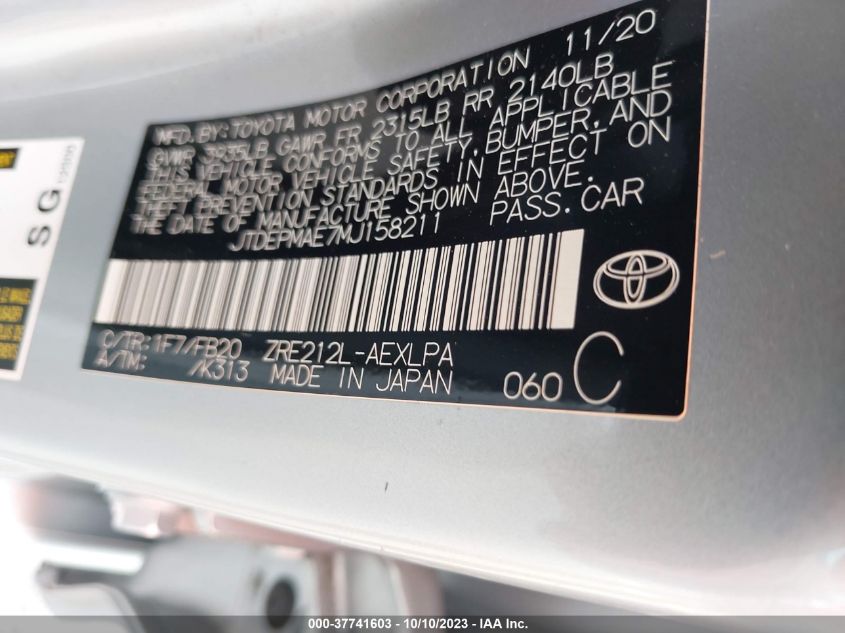 MFD. BY: TOYOTA MOTOR CORPORATION 11/20
GVWR 3935LB GAWR FR 2315LB RR 2140LB
THIS VEHICLE CONFORMS TO ALL APPLICABLE
FEDERAL MOTOR VEHICLE SAFETY, BUMPER, AND
THEFT PREVENTION STANDARDS IN EFFECT ON
THE DATE OF MANUFACTURE SHOWN ABOVE.
JTDEPMAE7MJ158211 PASS. CAR
C/TR: 1F7/FB20 ZRE212L-AEXLPA
A/TM: /K313 MADE IN JAPAN 060 C
SG
000-37741603 / 10/10/2023 - IAA Inc.